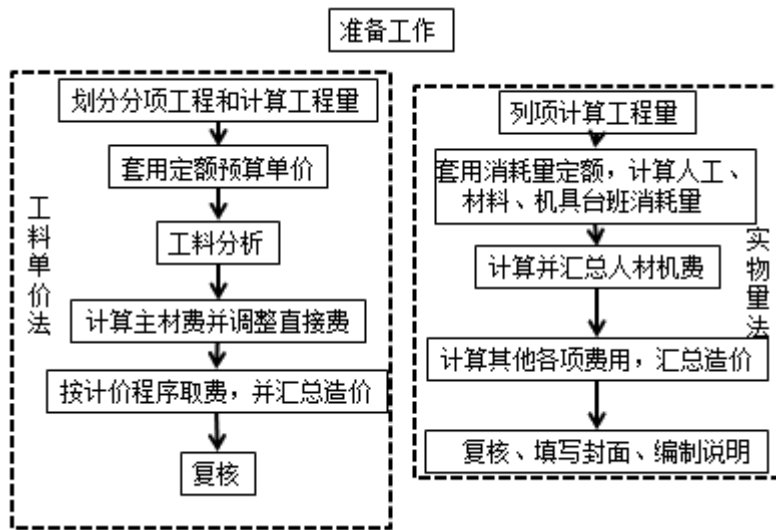 准备工作
划分分项工程和计算工程量
套用定额预算单价
工料分析
计算主材费并调整直接费
按计价程序取费，并汇总造价
复核
工料单价法
列项计算工程量
套用消耗量定额，计算人工、
材料、机具台班消耗量
计算并汇总人材机费
计算其他各项费用，汇总造价
复核、填写封面、编制说明
实物量法